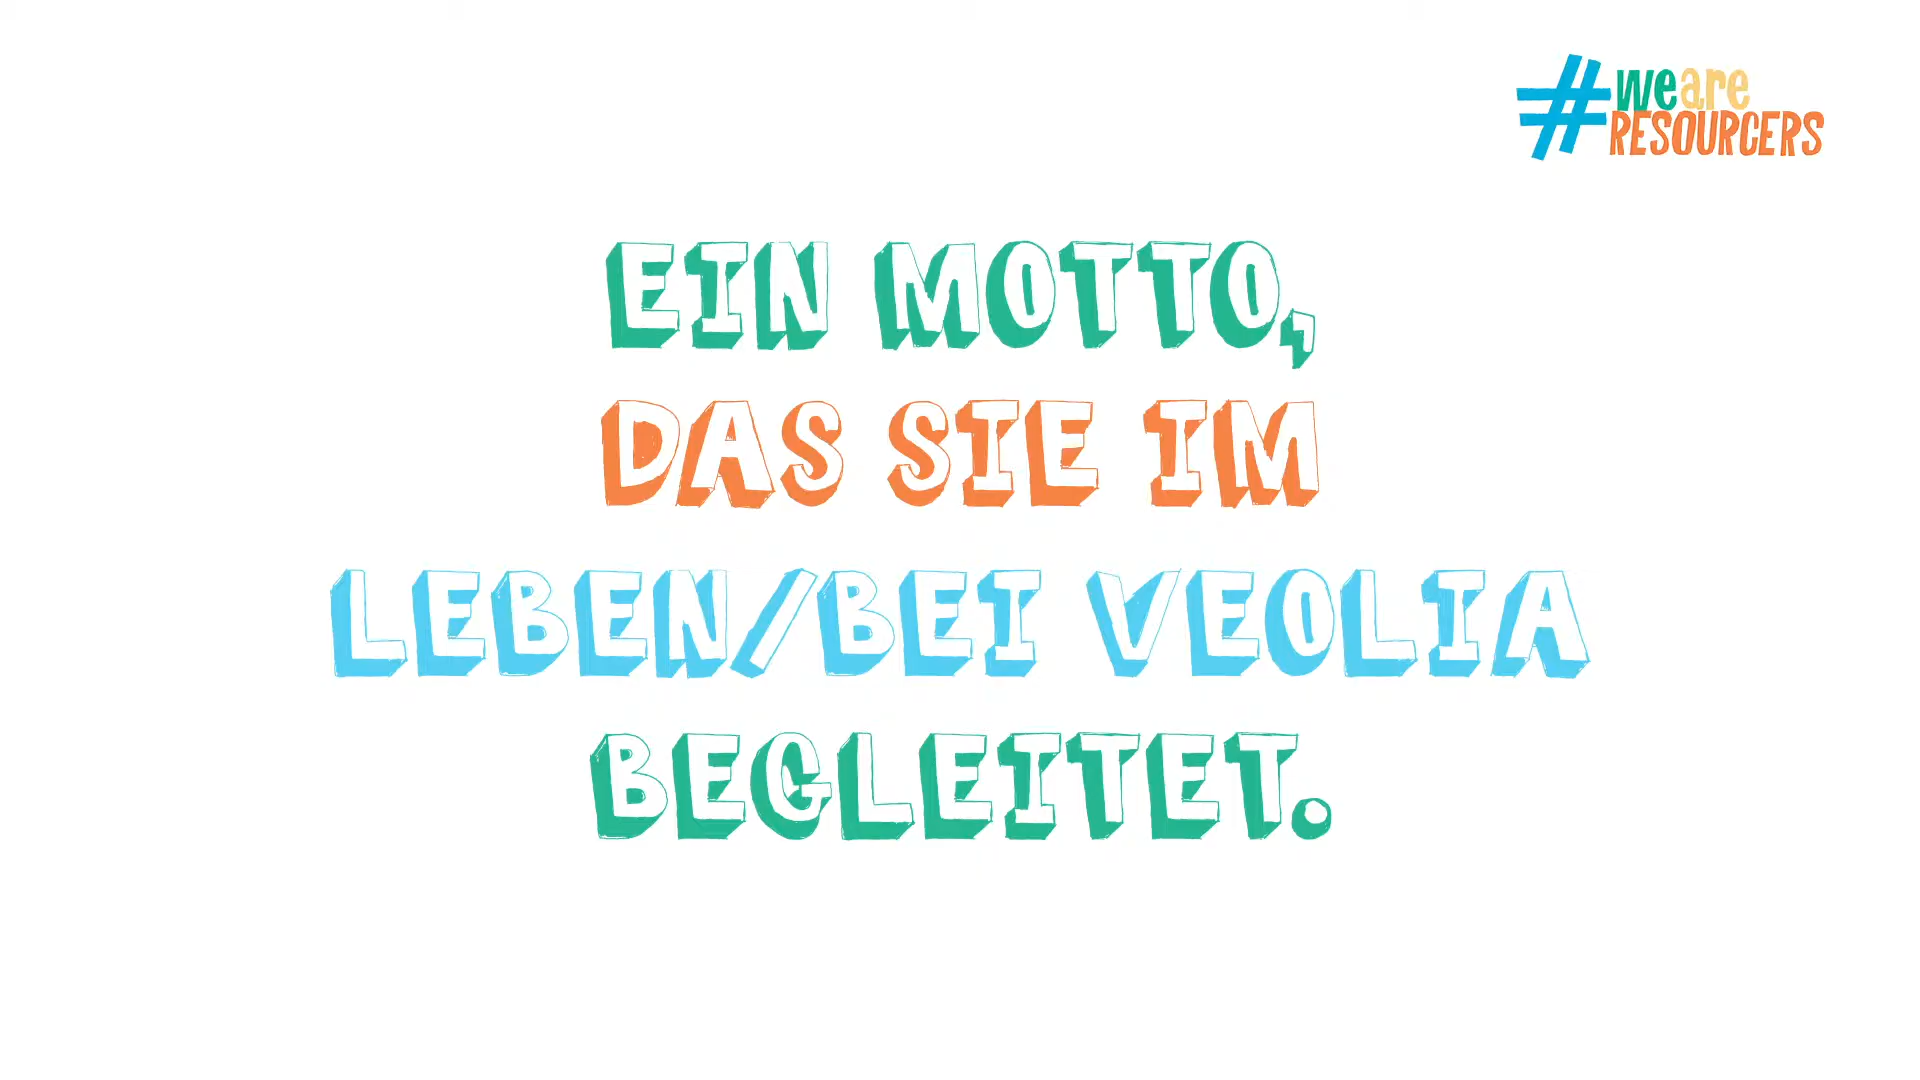 #weare
RESOURCERS
EIN MOTTO,
DAS SIE IM
LEBEN/BEI VEOLIA
BEGLEITET.